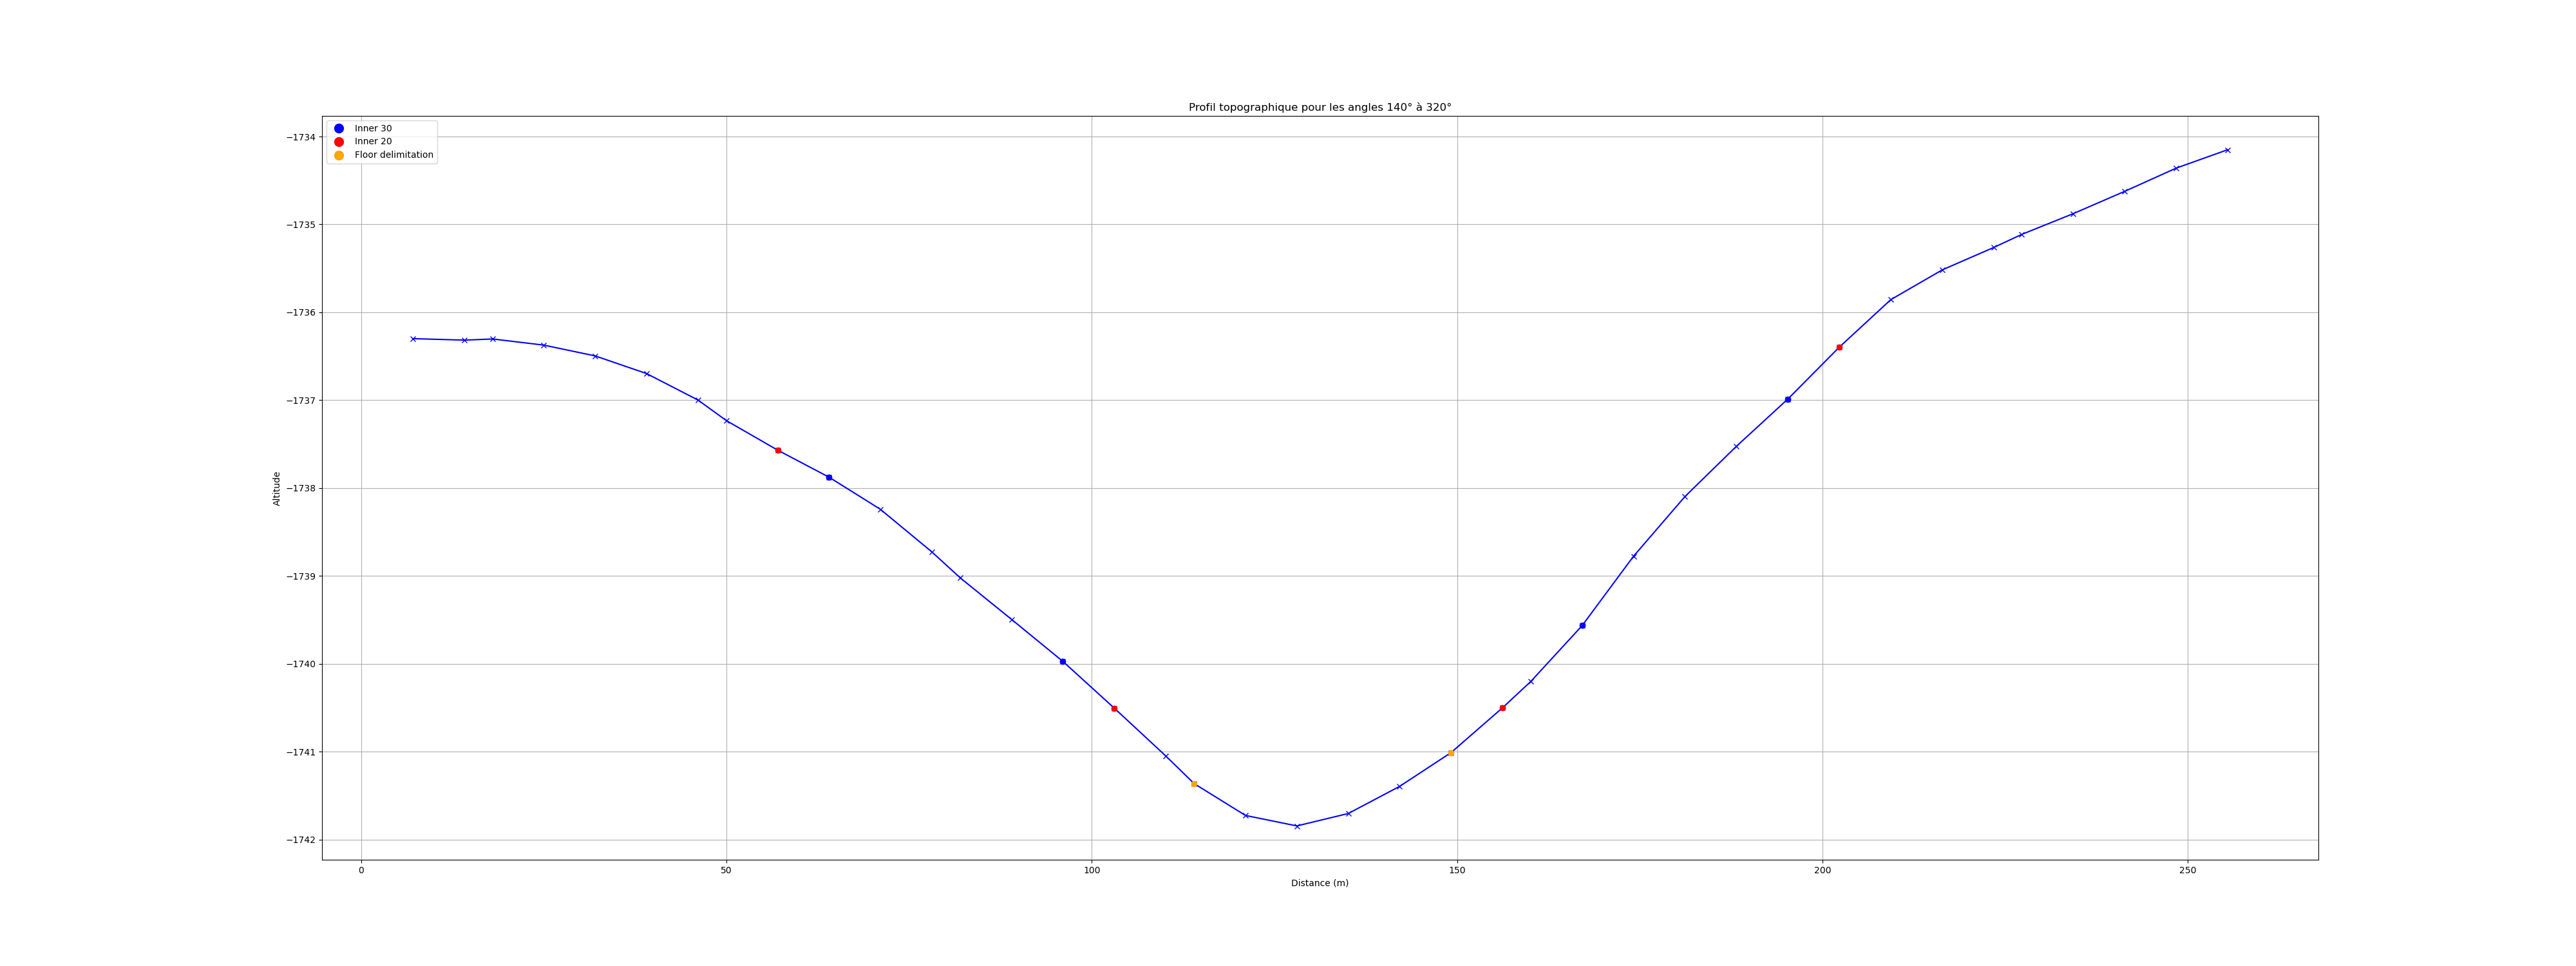 Profil topographique pour les angles 140° à 320°
Inner 30
Inner 20
Floor delimitation
Altitude
−1734
−1735
−1736
−1737
−1738
−1739
−1740
−1741
−1742
0 50 100 150 200 250
Distance (m)